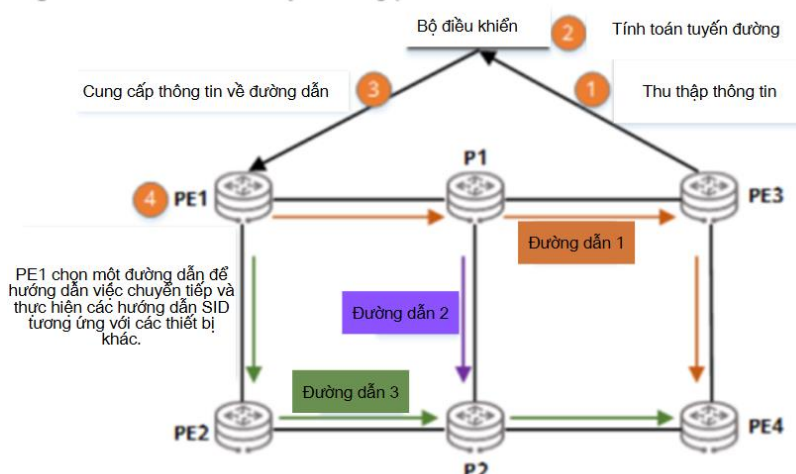 Bộ điều khiển
2
Tính toán tuyến đường
Cung cấp thông tin về đường dẫn
3
1
Thu thập thông tin
P1
4
PE1
PE3
Đường dẫn 1
PE1 chọn một đường dẫn để
hướng dẫn việc chuyển tiếp và
thực hiện các hướng dẫn SID
tương ứng với các thiết bị
khác.
Đường dẫn 2
Đường dẫn 3
PE2
PE4
P2